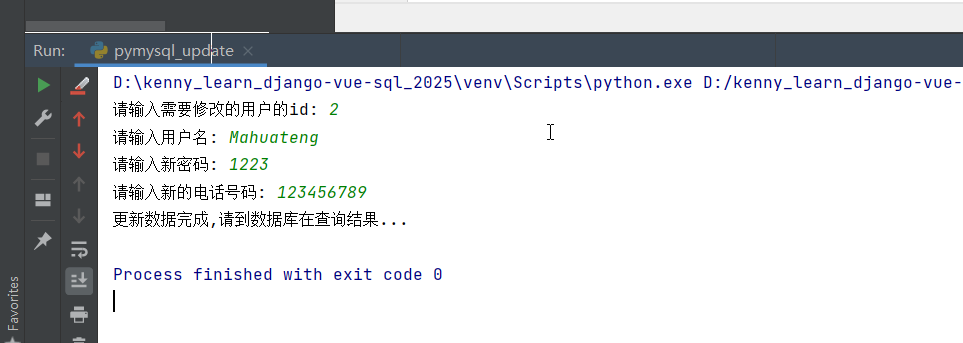 Run: pymysql_update
D:\kenny_learn_django-vue-sql_2025\venv\Scripts\python.exe D:/kenny_learn_django-vue-
请输入需要修改的用户的id: 2
请输入用户名: Mahuateng
请输入新密码: 1223
请输入新的电话号码: 123456789
更新数据完成,请到数据库在查询结果...
Process finished with exit code 0
Favorites